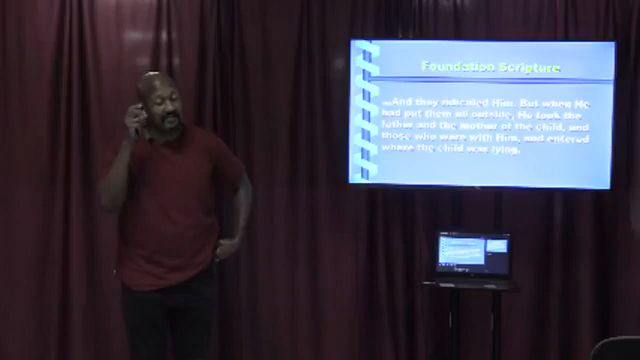 Foundation Scripture
...And they ridiculed Him. But when He
had put them all outside, He took the
father and the mother of the child, and
those who were with Him, and entered
where the child was lying.